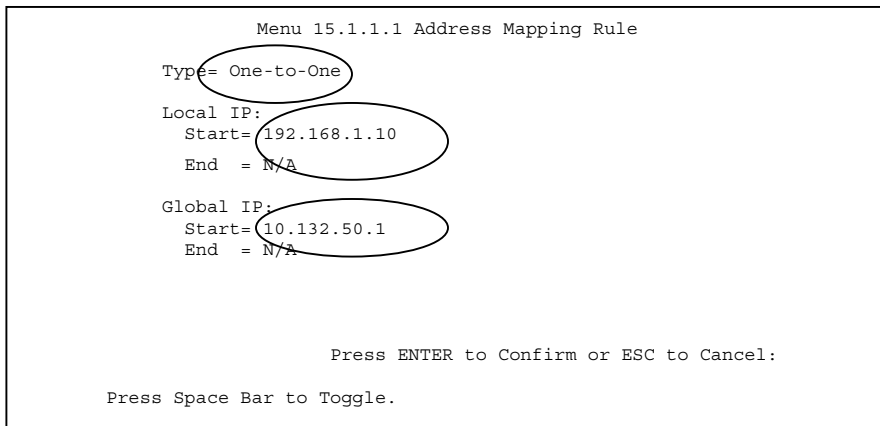 Menu 15.1.1.1 Address Mapping Rule
Type= One-to-One
Local IP:
Start= 192.168.1.10
End = N/A
Global IP:
Start= 10.132.50.1
End = N/A
Press ENTER to Confirm or ESC to Cancel:
Press Space Bar to Toggle.